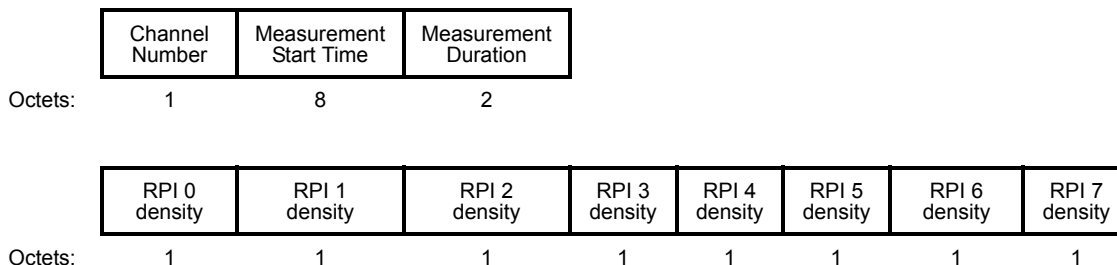 Channel Number Measurement Start Time Measurement Duration
Octets: 1 8 2
RPI 0 density RPI 1 density RPI 2 density RPI 3 density RPI 4 density RPI 5 density RPI 6 density RPI 7 density
Octets: 1 1 1 1 1 1 1 1